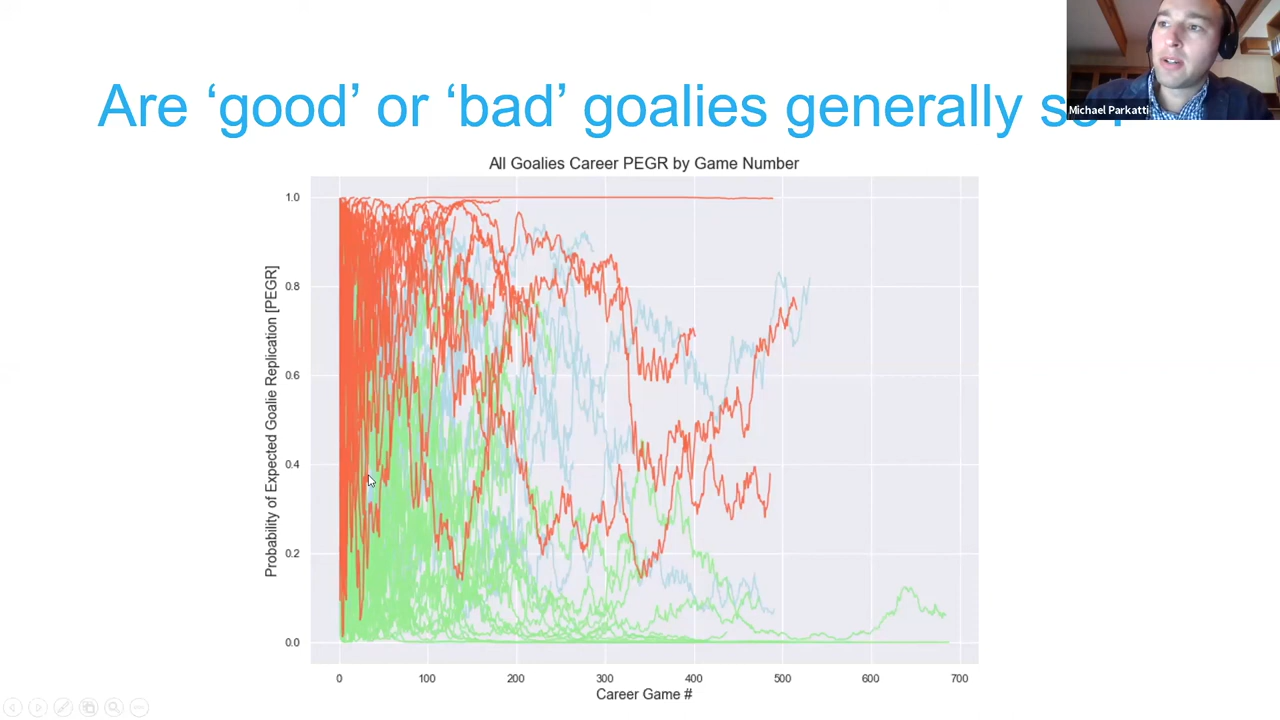 Are ‘good’ or ‘bad’ goalies generally
Michael Parkatti
All Goalies Career PEGR by Game Number
Probability of Expected Goalie Replication [PEGR]
1.0
0.8
0.6
0.4
0.2
0.0
0 100 200 300 400 500 600 700
Career Game #